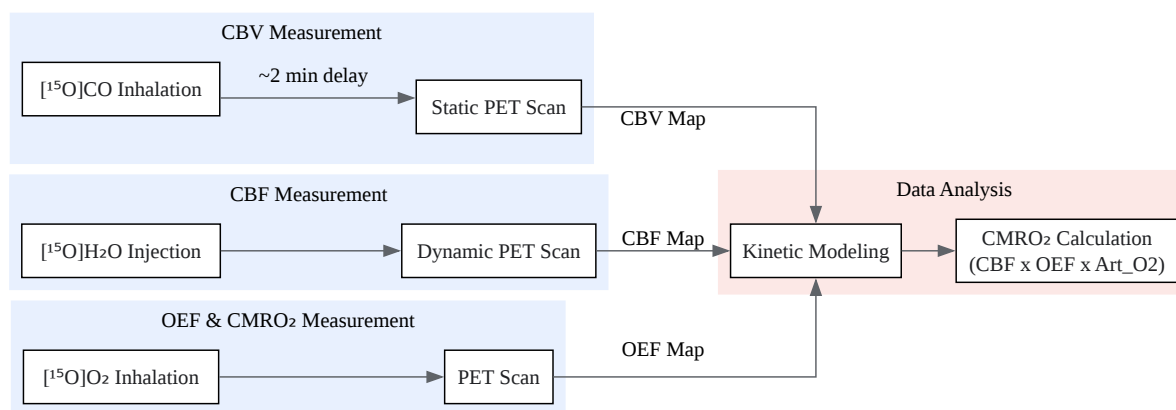 CBV Measurement
[¹⁵O]CO Inhalation
~2 min delay
Static PET Scan
CBV Map
CBF Measurement
[¹⁵O]H₂O Injection
Dynamic PET Scan
CBF Map
OEF & CMRO₂ Measurement
[¹⁵O]O₂ Inhalation
PET Scan
OEF Map
Data Analysis
Kinetic Modeling
CMRO₂ Calculation
(CBF x OEF x Art_O2)